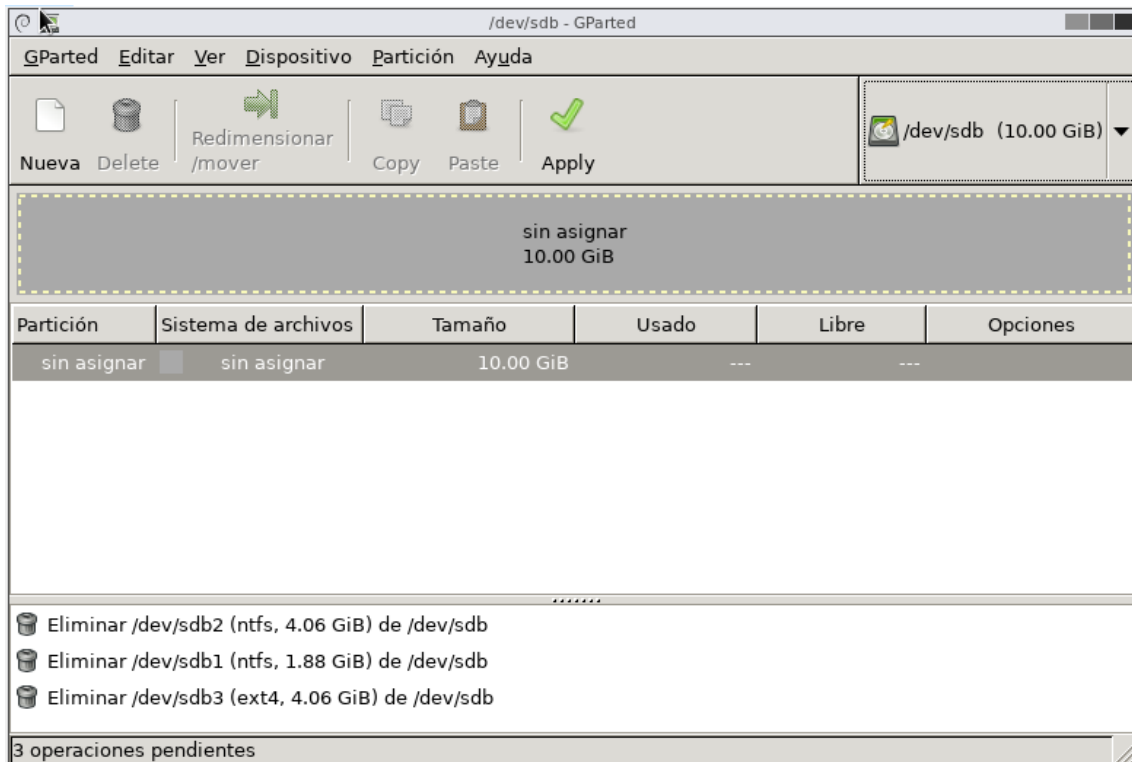 /dev/sdb - GParted
GParted Editar Ver Dispositivo Partición Ayuda
Nueva Delete Redimensionar
/mover Copy Paste Apply /dev/sdb (10.00 GiB)
sin asignar
10.00 GiB
Partición Sistema de archivos Tamaño Usado Libre Opciones
sin asignar sin asignar 10.00 GiB --- ---
Eliminar /dev/sdb2 (ntfs, 4.06 GiB) de /dev/sdb
Eliminar /dev/sdb1 (ntfs, 1.88 GiB) de /dev/sdb
Eliminar /dev/sdb3 (ext4, 4.06 GiB) de /dev/sdb
3 operaciones pendientes